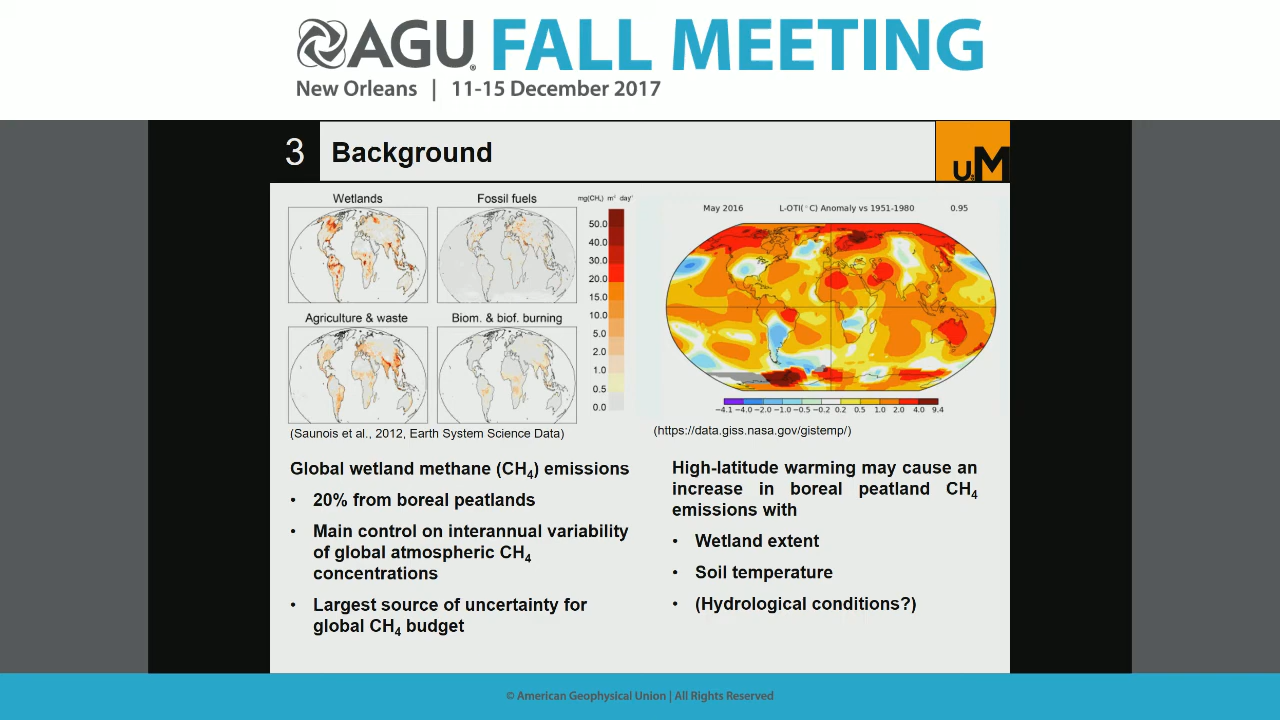 AGU FALL MEETING
New Orleans | 11-15 December 2017
3 Background
U M
Wetlands Fossil fuels
mg(CH₄) m² day¹
50.0
40.0
30.0
20.0
15.0
10.0
5.0
2.0
1.0
0.5
0.0
Agriculture & waste Biom. & biof. burning
(Saunois et al., 2012, Earth System Science Data)
May 2016 L-OTI(°C) Anomaly vs 1951-1980 0.95
−4.1 −4.0 −2.0 −1.0 −0.5 −0.2 0.2 0.5 1.0 2.0 4.0 9.4
(https://data.giss.nasa.gov/gistemp/)
Global wetland methane (CH₄) emissions
• 20% from boreal peatlands
• Main control on interannual variability
of global atmospheric CH₄
concentrations
• Largest source of uncertainty for
global CH₄ budget
High-latitude warming may cause an
increase in boreal peatland CH₄
emissions with
• Wetland extent
• Soil temperature
• (Hydrological conditions?)
© American Geophysical Union | All Rights Reserved